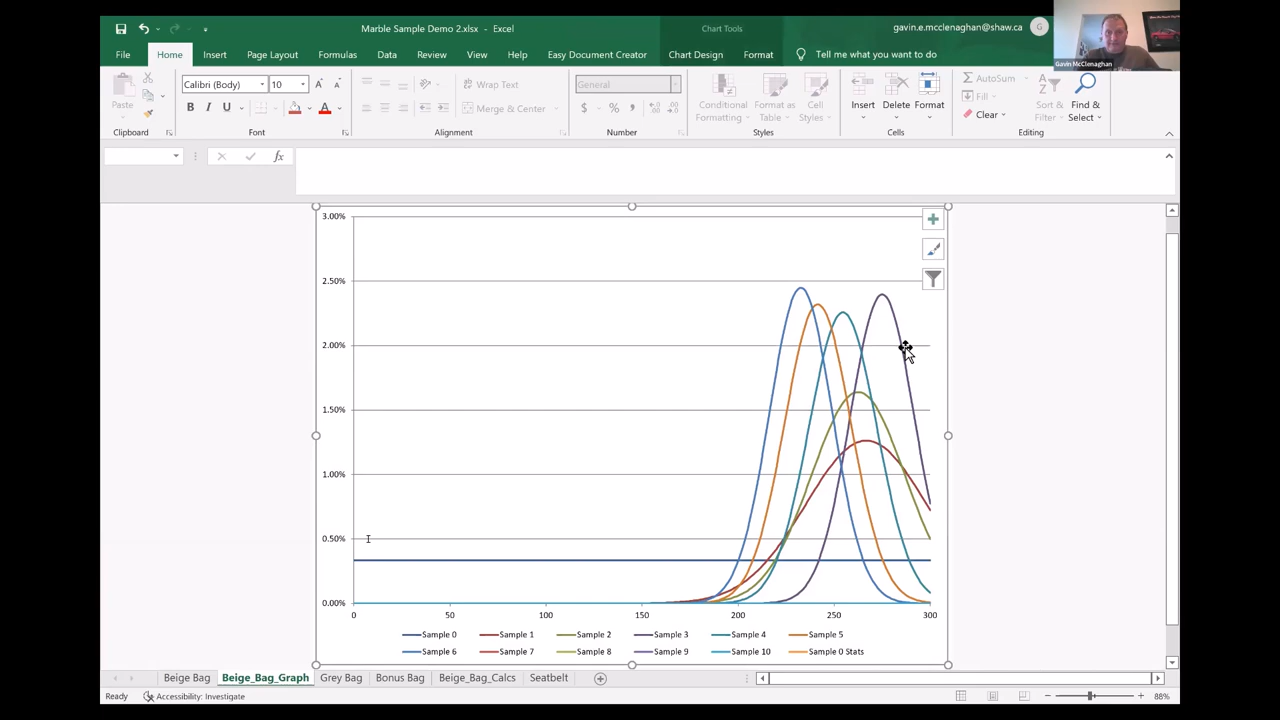 Marble Sample Demo 2.xlsx - Excel
Chart Tools
gavin.e.mcclenaghan@shaw.ca
G
Gavin McClenaghan
File Home Insert Page Layout Formulas Data Review View Help Easy Document Creator Chart Design Format Tell me what you want to do
Paste
Calibri (Body) 10
B I U
Wrap Text
Merge & Center
General
$ %
Conditional Formatting
Format as Table
Cell Styles
Insert Delete Format
AutoSum
Fill
Clear
Sort & Filter
Find & Select
Clipboard Font Alignment Number Styles Cells Editing
fx
3.00%
2.50%
2.00%
1.50%
1.00%
0.50%
0.00%
0 50 100 150 200 250 300
Sample 0 Sample 1 Sample 2 Sample 3 Sample 4 Sample 5
Sample 6 Sample 7 Sample 8 Sample 9 Sample 10 Sample 0 Stats
Beige Bag Beige_Bag_Graph Grey Bag Bonus Bag Beige_Bag_Calcs Seatbelt
Ready Accessibility: Investigate 88%